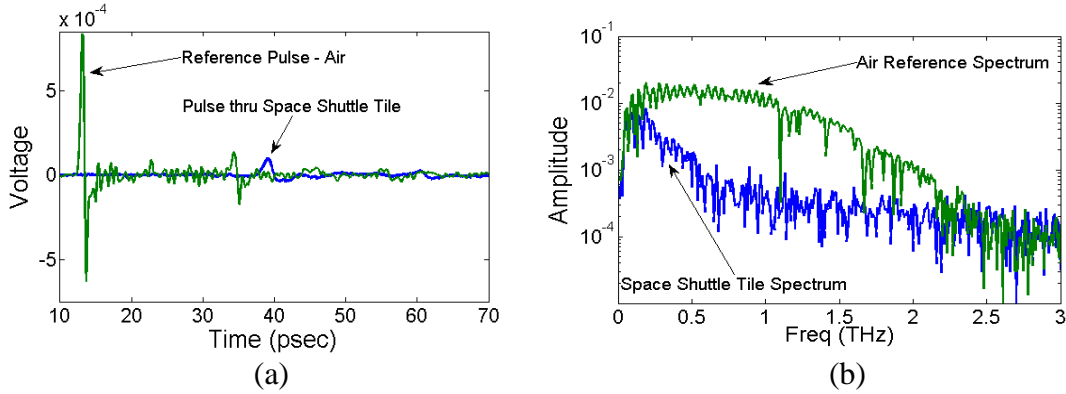 x 10-4
Reference Pulse - Air
Pulse thru Space Shuttle Tile
Voltage
5
0
-5
10 20 30 40 50 60 70
Time (psec)
(a)
10-1
10-2
10-3
10-4
Air Reference Spectrum
Space Shuttle Tile Spectrum
Amplitude
0 0.5 1 1.5 2 2.5 3
Freq (THz)
(b)